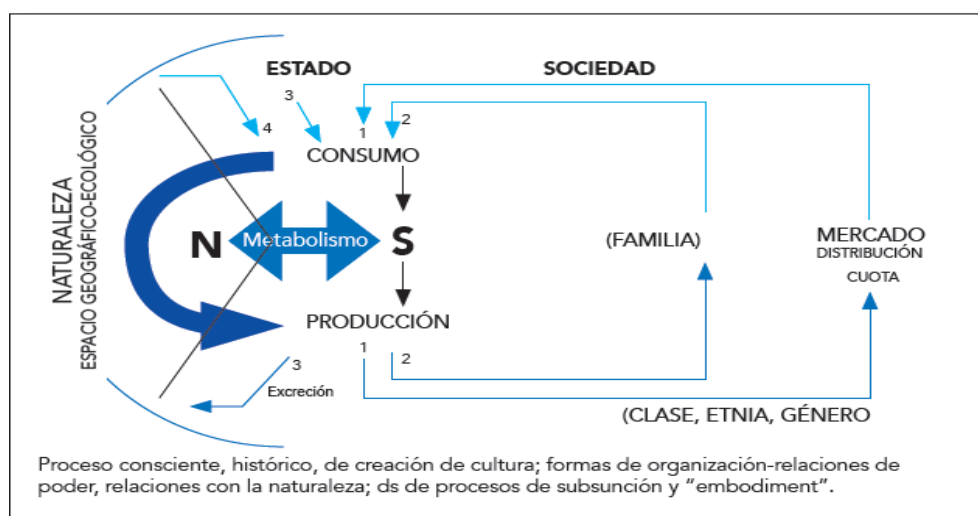 ESTADO
SOCIEDAD
3
1
2
4
CONSUMO
NATURALEZA
ESPACIO GEOGRÁFICO-ECOLÓGICO
N
Metabolismo
S
(FAMILIA)
MERCADO
DISTRIBUCIÓN
CUOTA
PRODUCCIÓN
3
1
2
Excreción
(CLASE, ETNIA, GÉNERO
Proceso consciente, histórico, de creación de cultura; formas de organización-relaciones de
poder, relaciones con la naturaleza; ds de procesos de subsunción y “embodiment”.